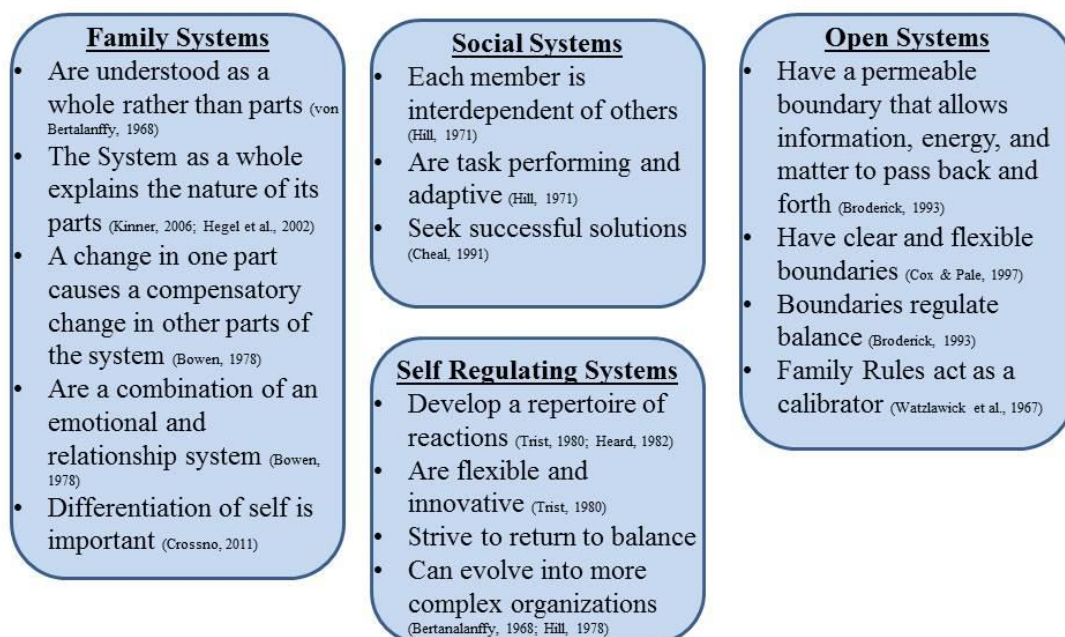 Family Systems
• Are understood as a
whole rather than parts (von
Bertalanffy, 1968)
• The System as a whole
explains the nature of its
parts (Kinner, 2006; Hegel et al., 2002)
• A change in one part
causes a compensatory
change in other parts of
the system (Bowen, 1978)
• Are a combination of an
emotional and
relationship system (Bowen,
1978)
• Differentiation of self is
important (Crossno, 2011)
Social Systems
• Each member is
interdependent of others
(Hill, 1971)
• Are task performing and
adaptive (Hill, 1971)
• Seek successful solutions
(Cheal, 1991)
Self Regulating Systems
• Develop a repertoire of
reactions (Trist, 1980; Heard, 1982)
• Are flexible and
innovative (Trist, 1980)
• Strive to return to balance
• Can evolve into more
complex organizations
(Bertanalanffy, 1968; Hill, 1978)
Open Systems
• Have a permeable
boundary that allows
information, energy, and
matter to pass back and
forth (Broderick, 1993)
• Have clear and flexible
boundaries (Cox & Pale, 1997)
• Boundaries regulate
balance (Broderick, 1993)
• Family Rules act as a
calibrator (Watzlawick et al., 1967)